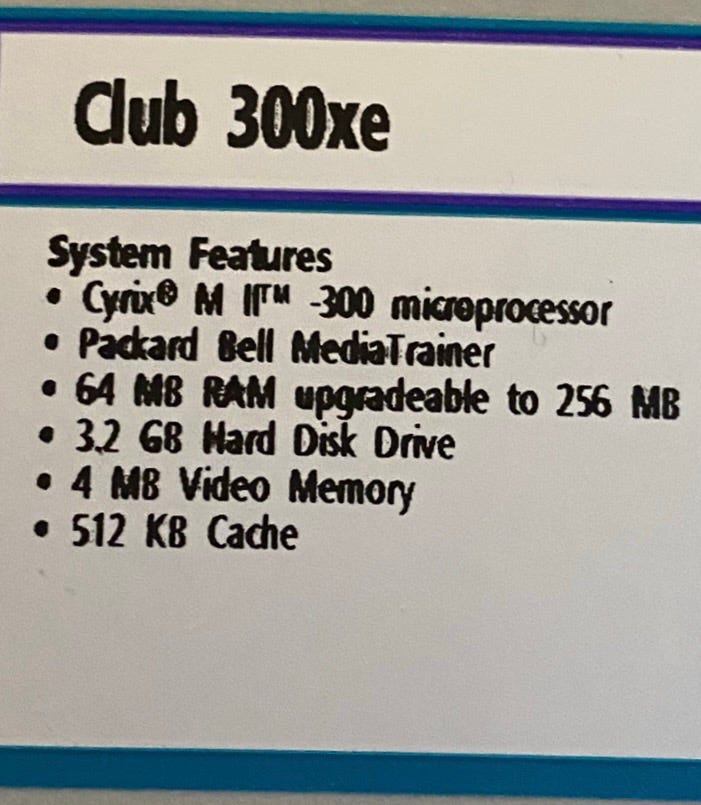 Club 300xe
System Features
• Cyrix® M II™ -300 microprocessor
• Packard Bell MediaTrainer
• 64 MB RAM upgradeable to 256 MB
• 3.2 GB Hard Disk Drive
• 4 MB Video Memory
• 512 KB Cache